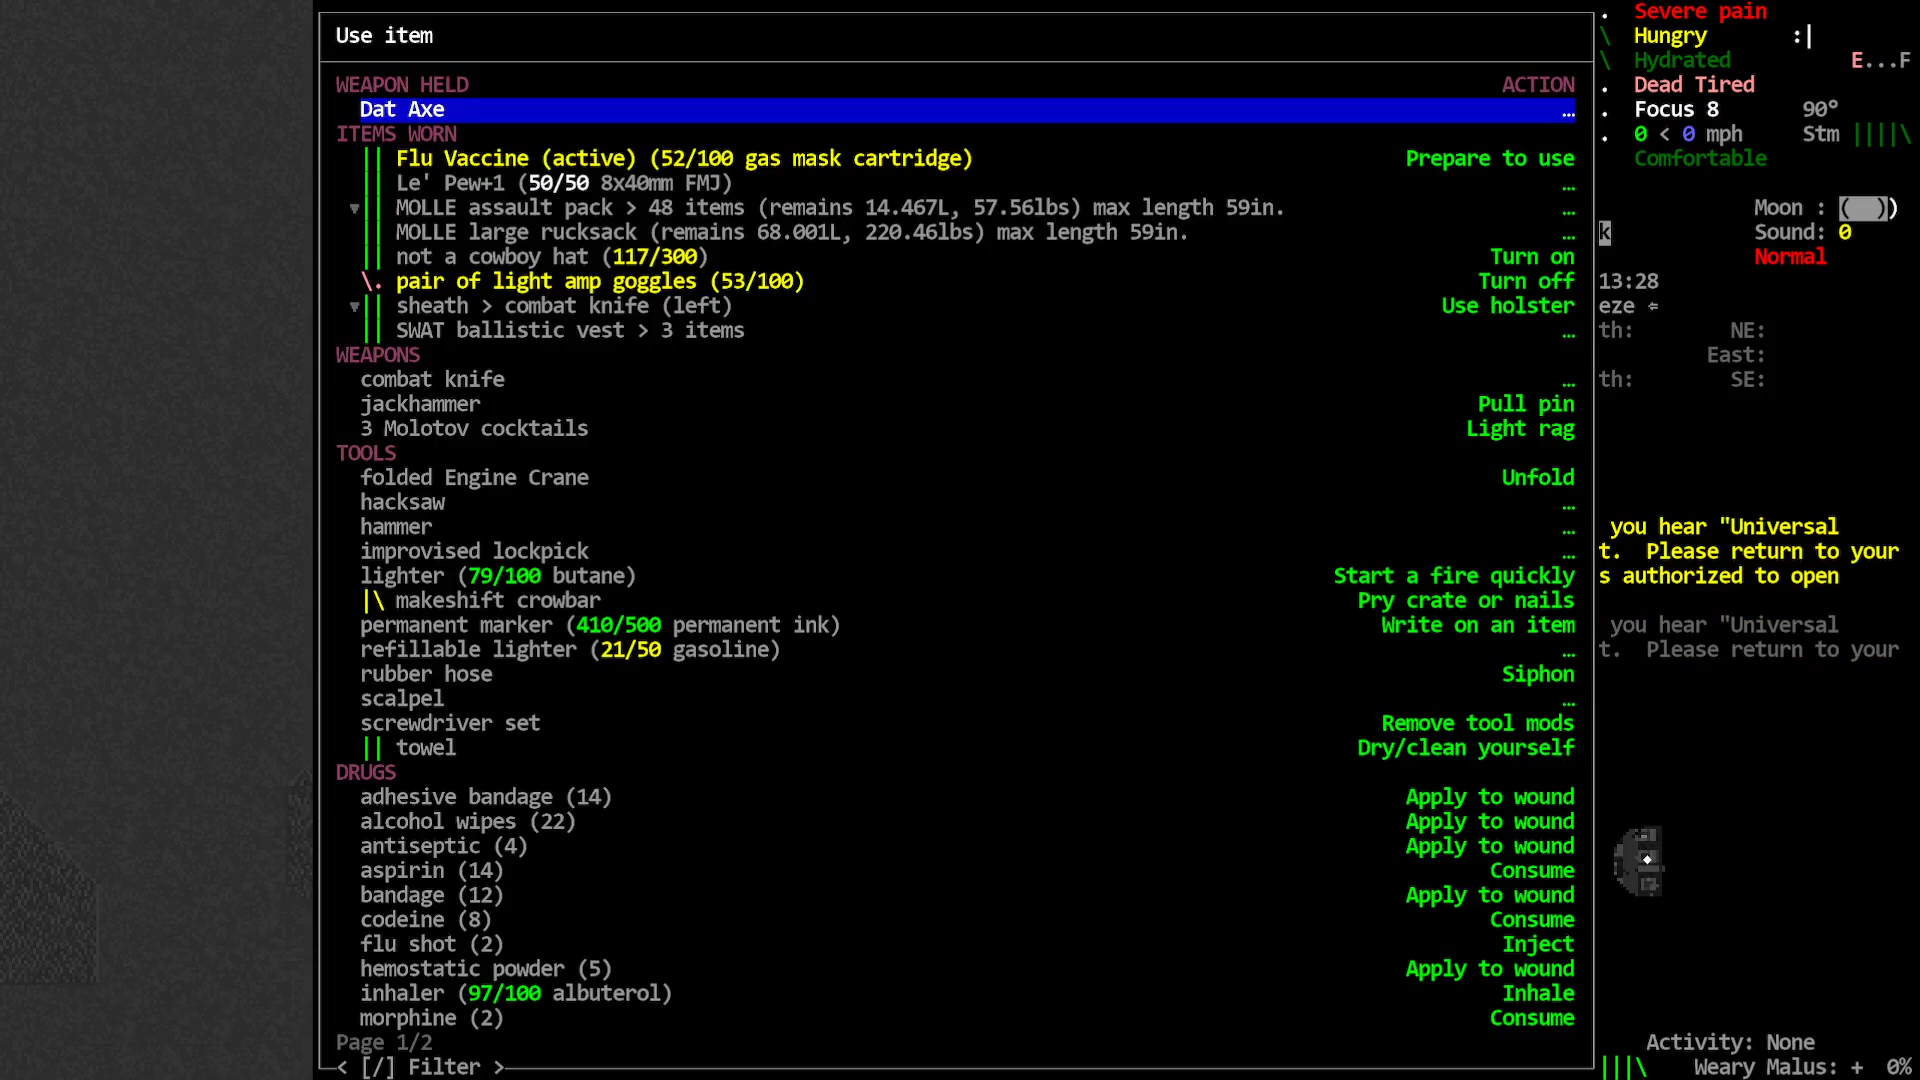 Use item
WEAPON HELD ACTION
Dat Axe …
ITEMS WORN
|| Flu Vaccine (active) (52/100 gas mask cartridge) Prepare to use
|| Le' Pew+1 (50/50 8x40mm FMJ) …
▼|| MOLLE assault pack > 48 items (remains 14.467L, 57.56lbs) max length 59in. …
|| MOLLE large rucksack (remains 68.001L, 220.46lbs) max length 59in. …
|| not a cowboy hat (117/300) Turn on
\. pair of light amp goggles (53/100) Turn off
▼|| sheath > combat knife (left) Use holster
|| SWAT ballistic vest > 3 items …
WEAPONS
combat knife …
jackhammer Pull pin
3 Molotov cocktails Light rag
TOOLS
folded Engine Crane Unfold
hacksaw …
hammer …
improvised lockpick …
lighter (79/100 butane) Start a fire quickly
|\ makeshift crowbar Pry crate or nails
permanent marker (410/500 permanent ink) Write on an item
refillable lighter (21/50 gasoline) …
rubber hose Siphon
scalpel …
screwdriver set Remove tool mods
|| towel Dry/clean yourself
DRUGS
adhesive bandage (14) Apply to wound
alcohol wipes (22) Apply to wound
antiseptic (4) Apply to wound
aspirin (14) Consume
bandage (12) Apply to wound
codeine (8) Consume
flu shot (2) Inject
hemostatic powder (5) Apply to wound
inhaler (97/100 albuterol) Inhale
morphine (2) Consume
Page 1/2
< [/] Filter >
. Severe pain
\ Hungry :|
\ Hydrated E...F
. Dead Tired
. Focus 8 90°
. 0 < 0 mph Stm ||||\
Comfortable
Moon : ( ))
k Sound: 0
Normal
13:28
eze ⇐
th: NE:
East:
th: SE:
you hear "Universal
t. Please return to your
s authorized to open
you hear "Universal
t. Please return to your
Activity: None
|||\ Weary Malus: + 0%